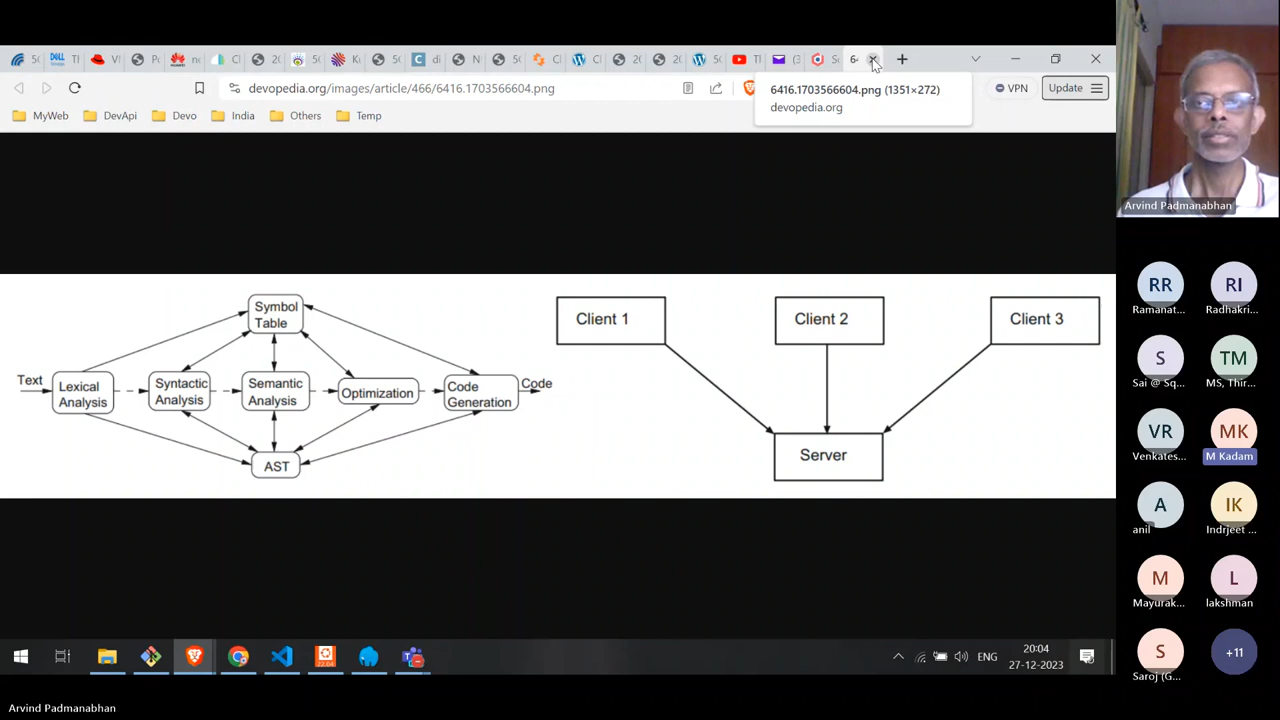 devopedia.org/images/article/466/6416.1703566604.png
VPN
Update
6416.1703566604.png (1351×272)
devopedia.org
MyWeb
DevApi
Devo
India
Others
Temp
Symbol
Table
Text
Lexical
Analysis
Syntactic
Analysis
Semantic
Analysis
Optimization
Code
Generation
Code
AST
Client 1
Client 2
Client 3
Server
Arvind Padmanabhan
RR
RI
Ramanat...
Radhakri...
S
TM
Sai @ Sq...
MS, Thir...
VR
MK
Venkates...
M Kadam
A
IK
anil
Indrjeet ...
M
L
Mayurak...
lakshman
S
+11
Saroj (G...
22.04
ENG
20:04
27-12-2023
Arvind Padmanabhan